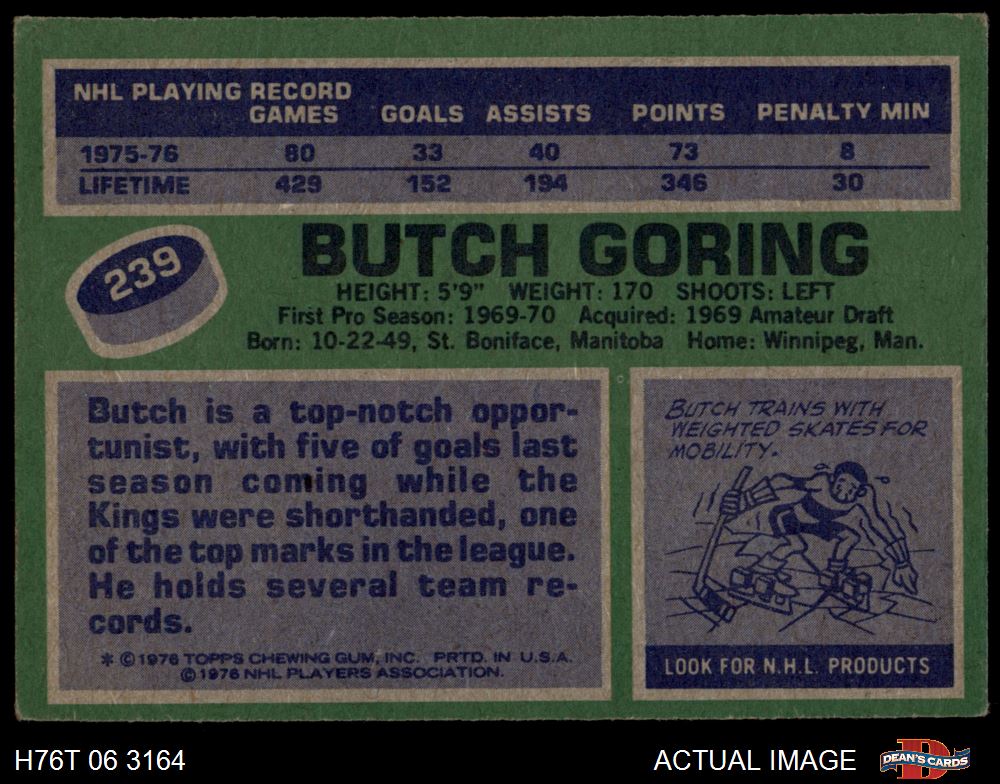 NHL PLAYING RECORD
GAMES GOALS ASSISTS POINTS PENALTY MIN
1975-76 80 33 40 73 8
LIFETIME 429 152 194 346 30
239
BUTCH GORING
HEIGHT: 5'9" WEIGHT: 170 SHOOTS: LEFT
First Pro Season: 1969-70 Acquired: 1969 Amateur Draft
Born: 10-22-49, St. Boniface, Manitoba Home: Winnipeg, Man.
Butch is a top-notch oppor-
tunist, with five of goals last
season coming while the
Kings were shorthanded, one
of the top marks in the league.
He holds several team re-
cords.
* © 1976 TOPPS CHEWING GUM, INC. PRTD. IN U.S.A.
© 1976 NHL PLAYERS ASSOCIATION.
BUTCH TRAINS WITH
WEIGHTED SKATES FOR
MOBILITY.
LOOK FOR N.H.L. PRODUCTS
H76T 06 3164
ACTUAL IMAGE
D
DEAN'S CARDS